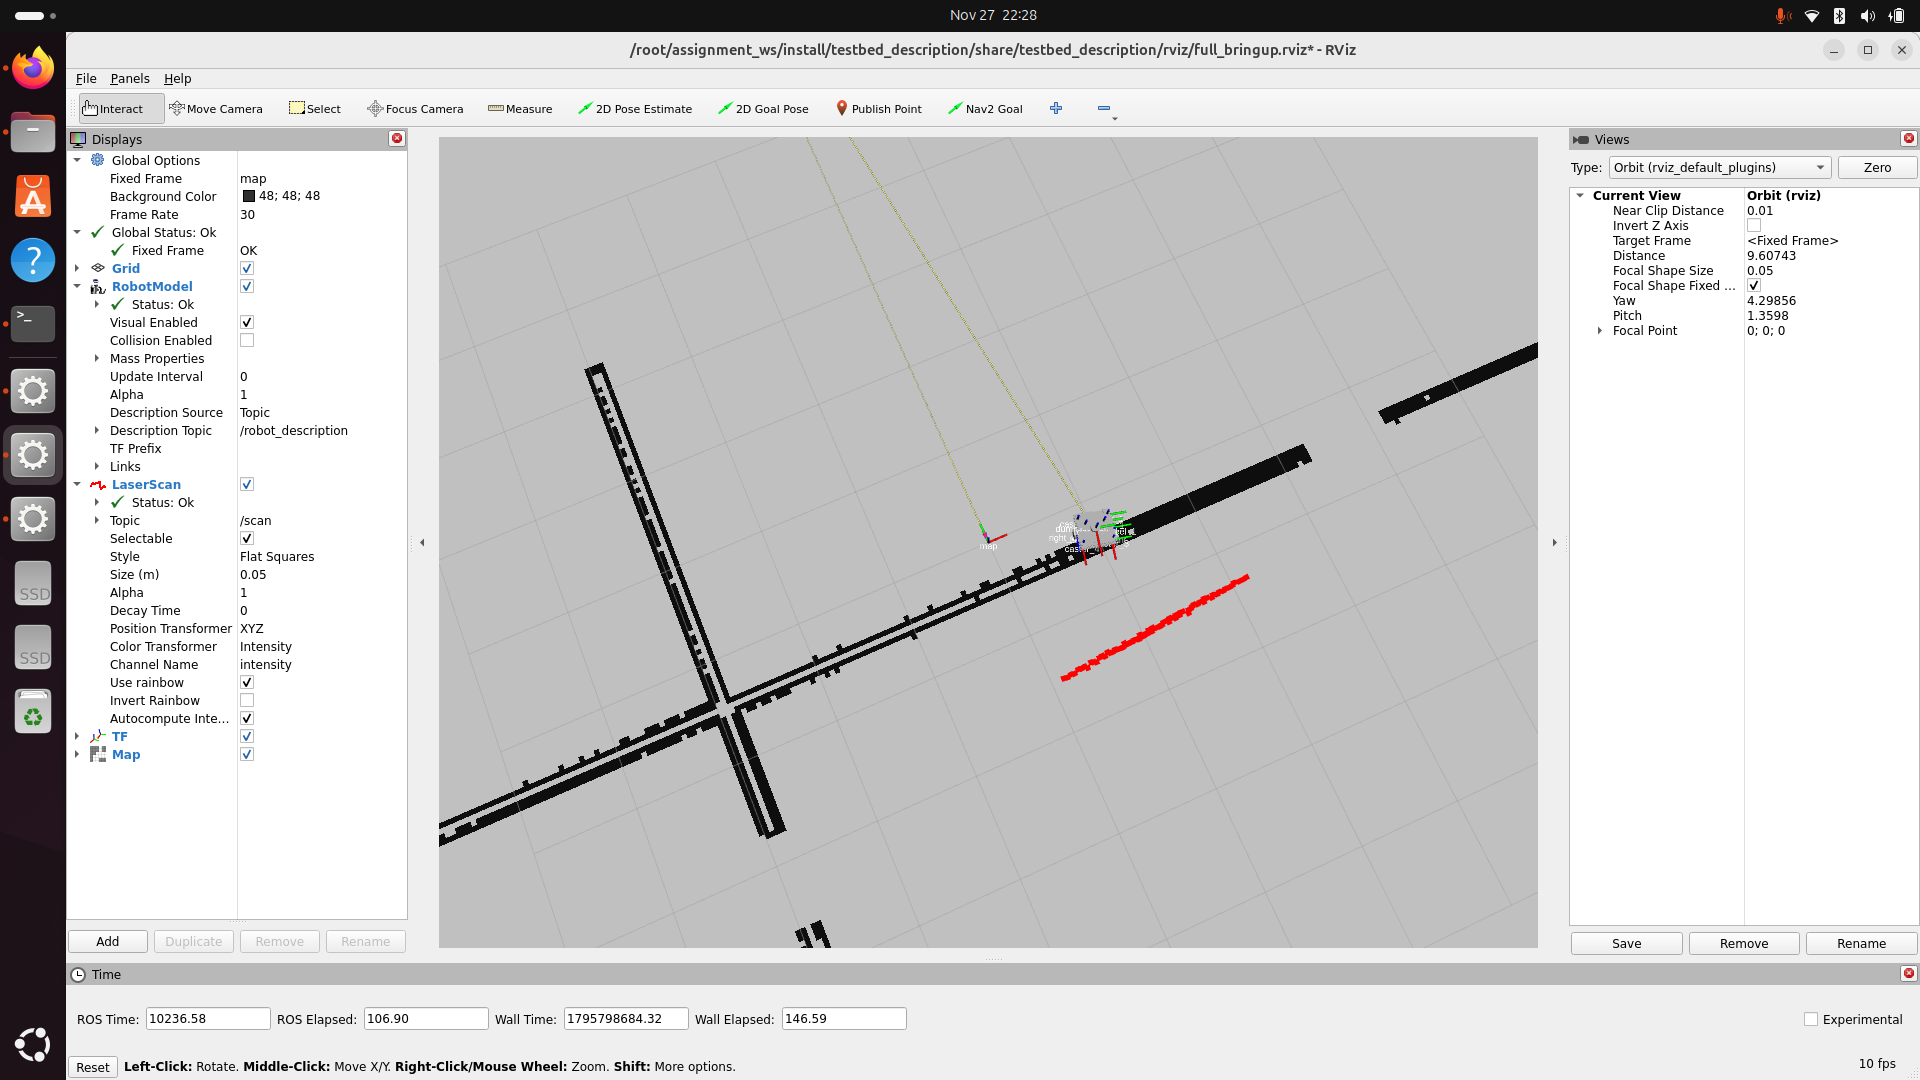 Nov 27 22:28
/root/assignment_ws/install/testbed_description/share/testbed_description/rviz/full_bringup.rviz* - RViz
File Panels Help
Interact Move Camera Select Focus Camera Measure 2D Pose Estimate 2D Goal Pose Publish Point Nav2 Goal
Displays
Global Options
Fixed Frame map
Background Color 48; 48; 48
Frame Rate 30
Global Status: Ok
Fixed Frame OK
Grid
RobotModel
Status: Ok
Visual Enabled
Collision Enabled
Mass Properties
Update Interval 0
Alpha 1
Description Source Topic
Description Topic /robot_description
TF Prefix
Links
LaserScan
Status: Ok
Topic /scan
Selectable
Style Flat Squares
Size (m) 0.05
Alpha 1
Decay Time 0
Position Transformer XYZ
Color Transformer Intensity
Channel Name intensity
Use rainbow
Invert Rainbow
Autocompute Inte...
TF
Map
Add Duplicate Remove Rename
map
right
Views
Type: Orbit (rviz_default_plugins) Zero
Current View Orbit (rviz)
Near Clip Distance 0.01
Invert Z Axis
Target Frame <Fixed Frame>
Distance 9.60743
Focal Shape Size 0.05
Focal Shape Fixed ...
Yaw 4.29856
Pitch 1.3598
Focal Point 0; 0; 0
Save Remove Rename
SSD
SSD
Time
ROS Time: 10236.58 ROS Elapsed: 106.90 Wall Time: 1795798684.32 Wall Elapsed: 146.59 Experimental
Reset Left-Click: Rotate. Middle-Click: Move X/Y. Right-Click/Mouse Wheel: Zoom. Shift: More options. 10 fps